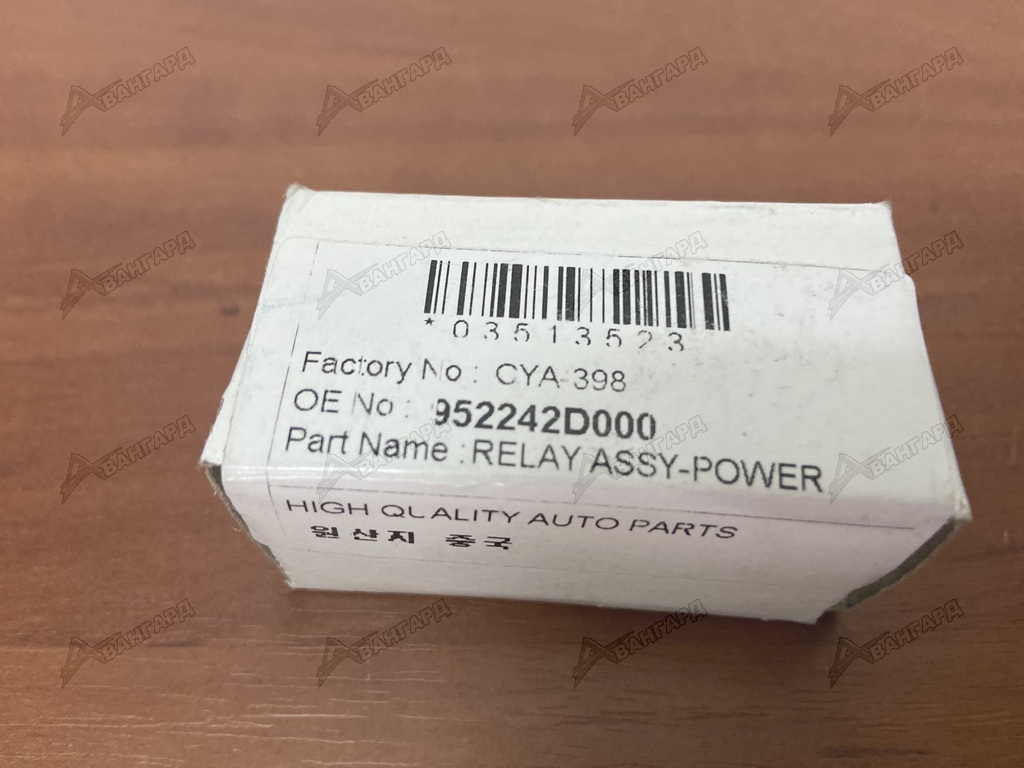 *03513523
Factory No : CYA-398
OE No : 952242D000
Part Name :RELAY ASSY-POWER
HIGH QUALITY AUTO PARTS
원산지 중국
АВАНГАРД